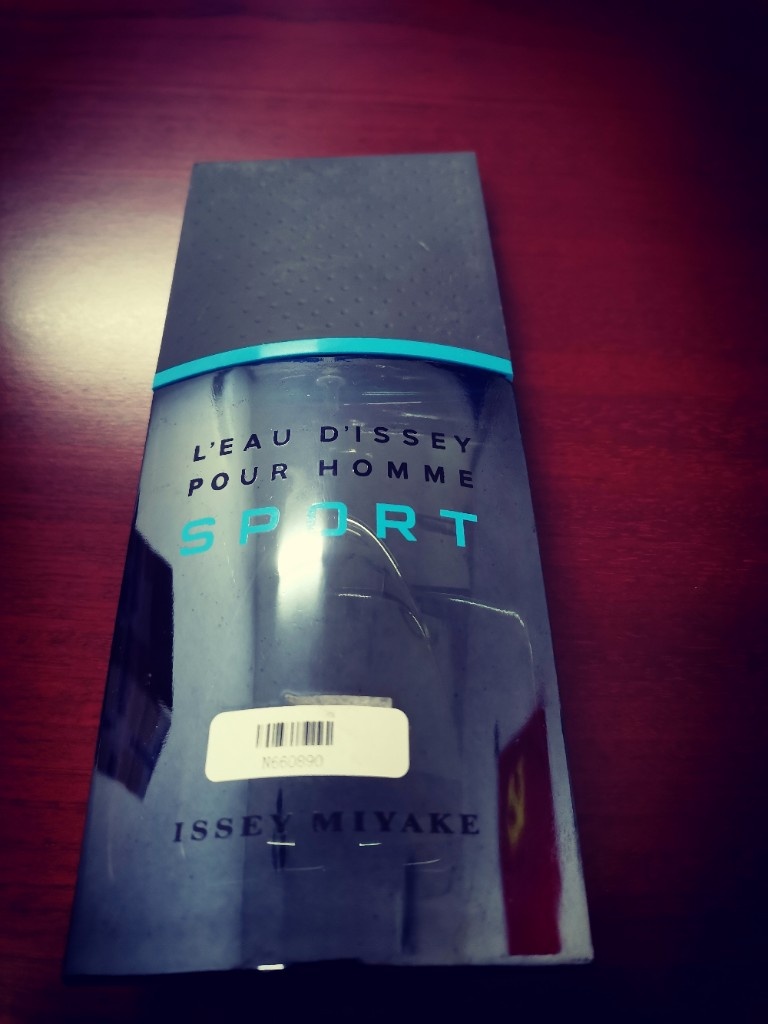 L'EAU D'ISSEY
POUR HOMME
SPORT
N660890
ISSEY MIYAKE